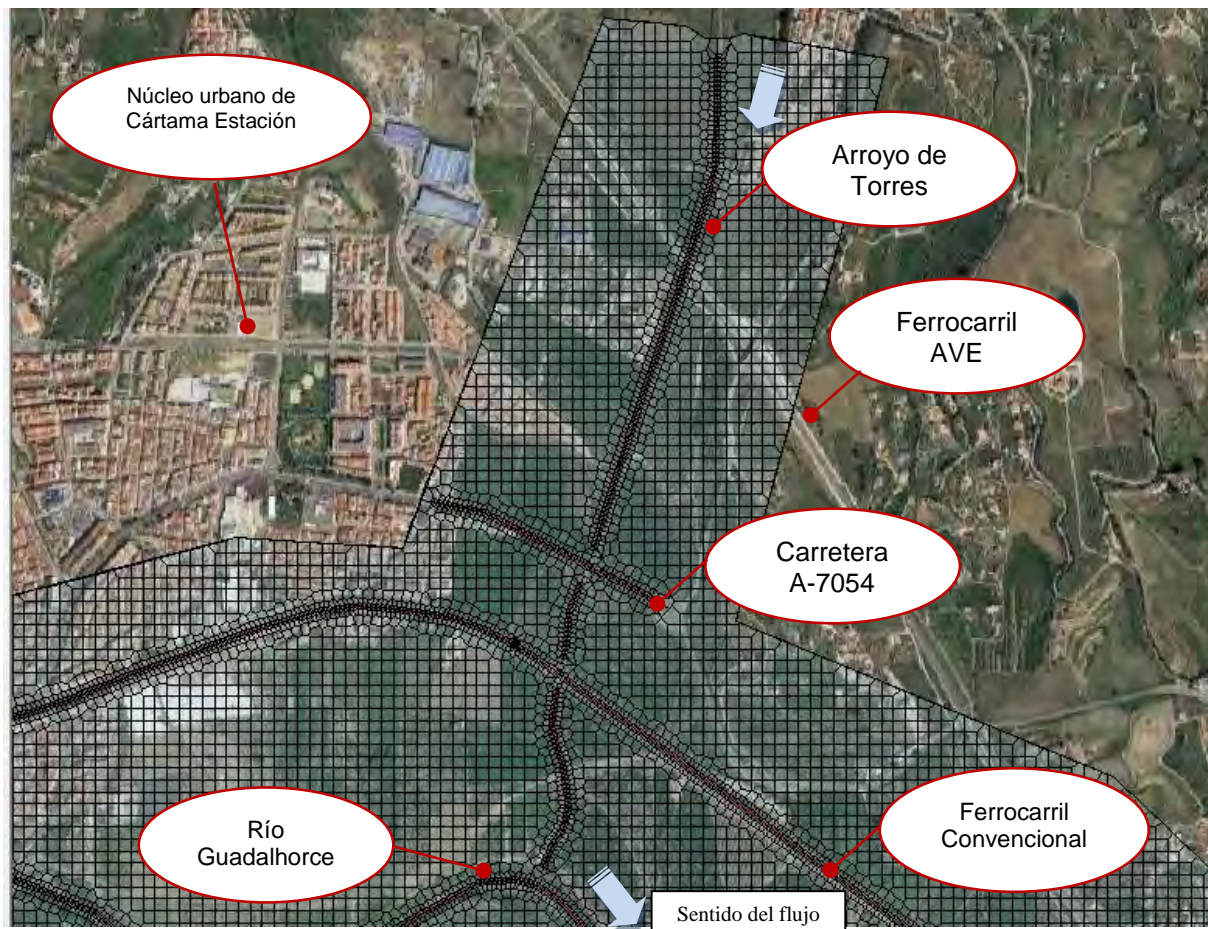 Núcleo urbano de
Cártama Estación
Arroyo de
Torres
Ferrocarril
AVE
Carretera
A-7054
Río
Guadalhorce
Ferrocarril
Convencional
Sentido del flujo